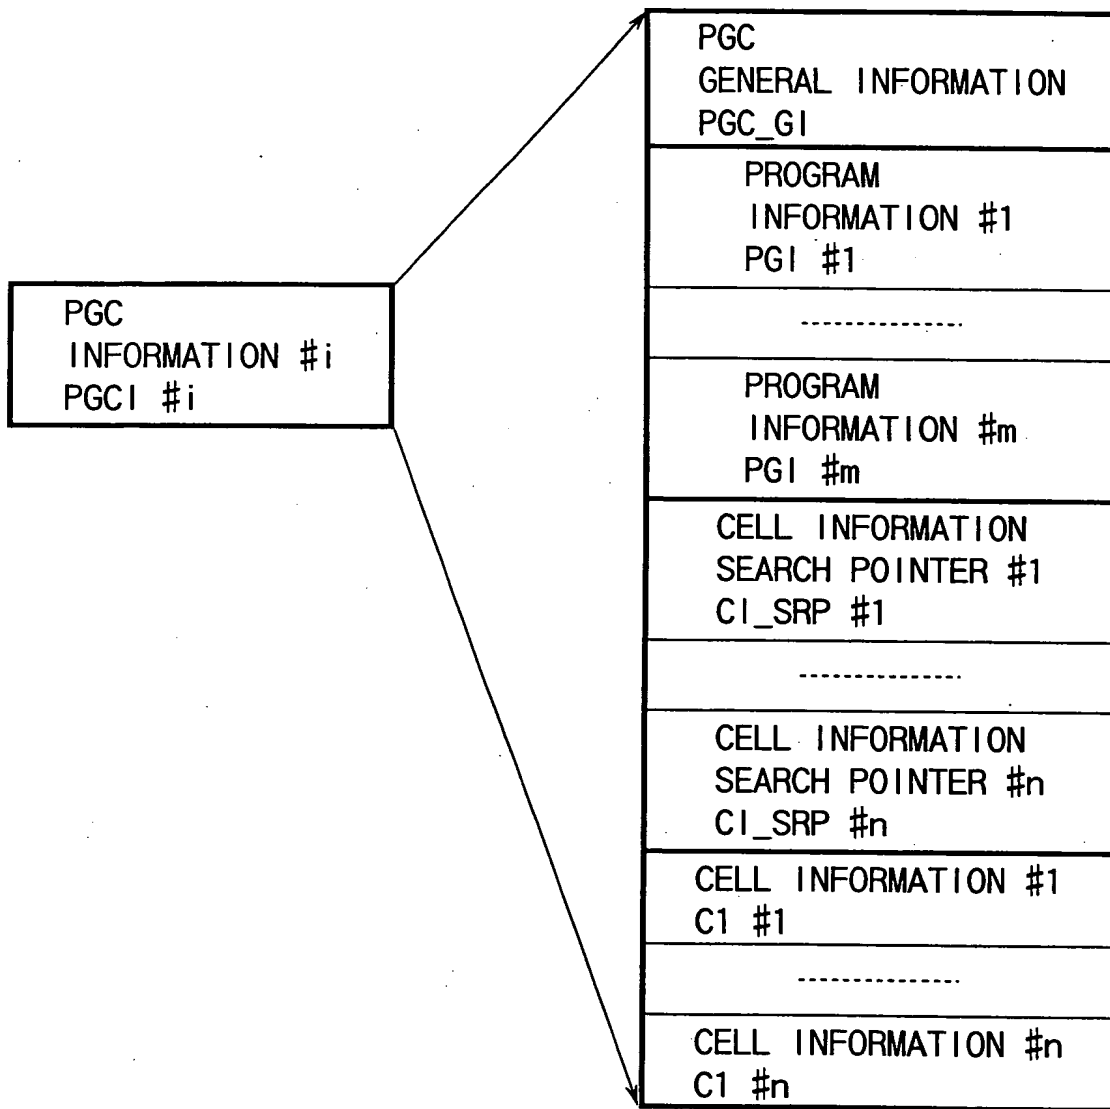 PGC
GENERAL INFORMATION
PGC_GI
PROGRAM
INFORMATION #1
PGI #1
PGC
INFORMATION #i
PGCI #i
PROGRAM
INFORMATION #m
PGI #m
CELL INFORMATION
SEARCH POINTER #1
CI_SRP #1
CELL INFORMATION
SEARCH POINTER #n
CI_SRP #n
CELL INFORMATION #1
C1 #1
CELL INFORMATION #n
C1 #n